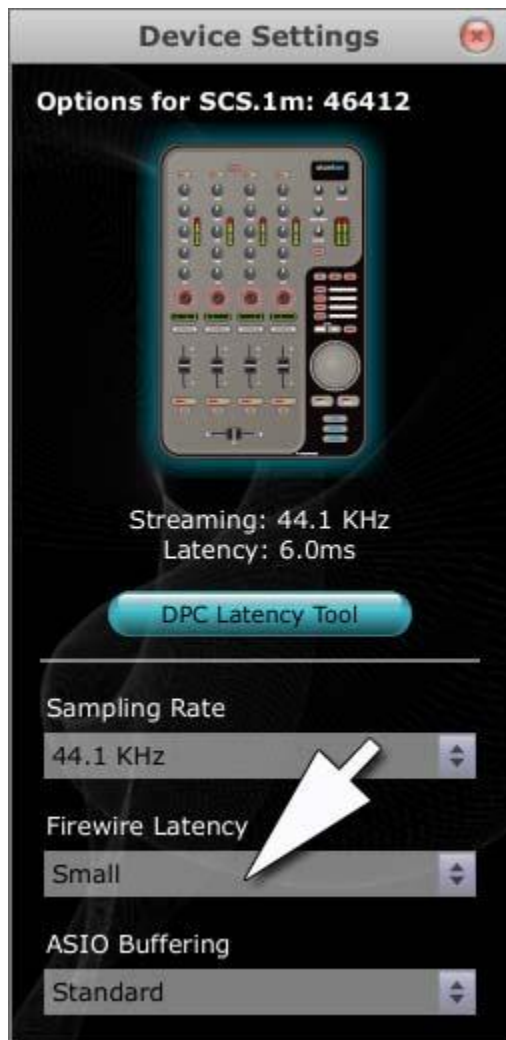 Device Settings
Options for SCS.1m: 46412
Streaming: 44.1 KHz
Latency: 6.0ms
DPC Latency Tool
Sampling Rate
44.1 KHz
Firewire Latency
Small
ASIO Buffering
Standard